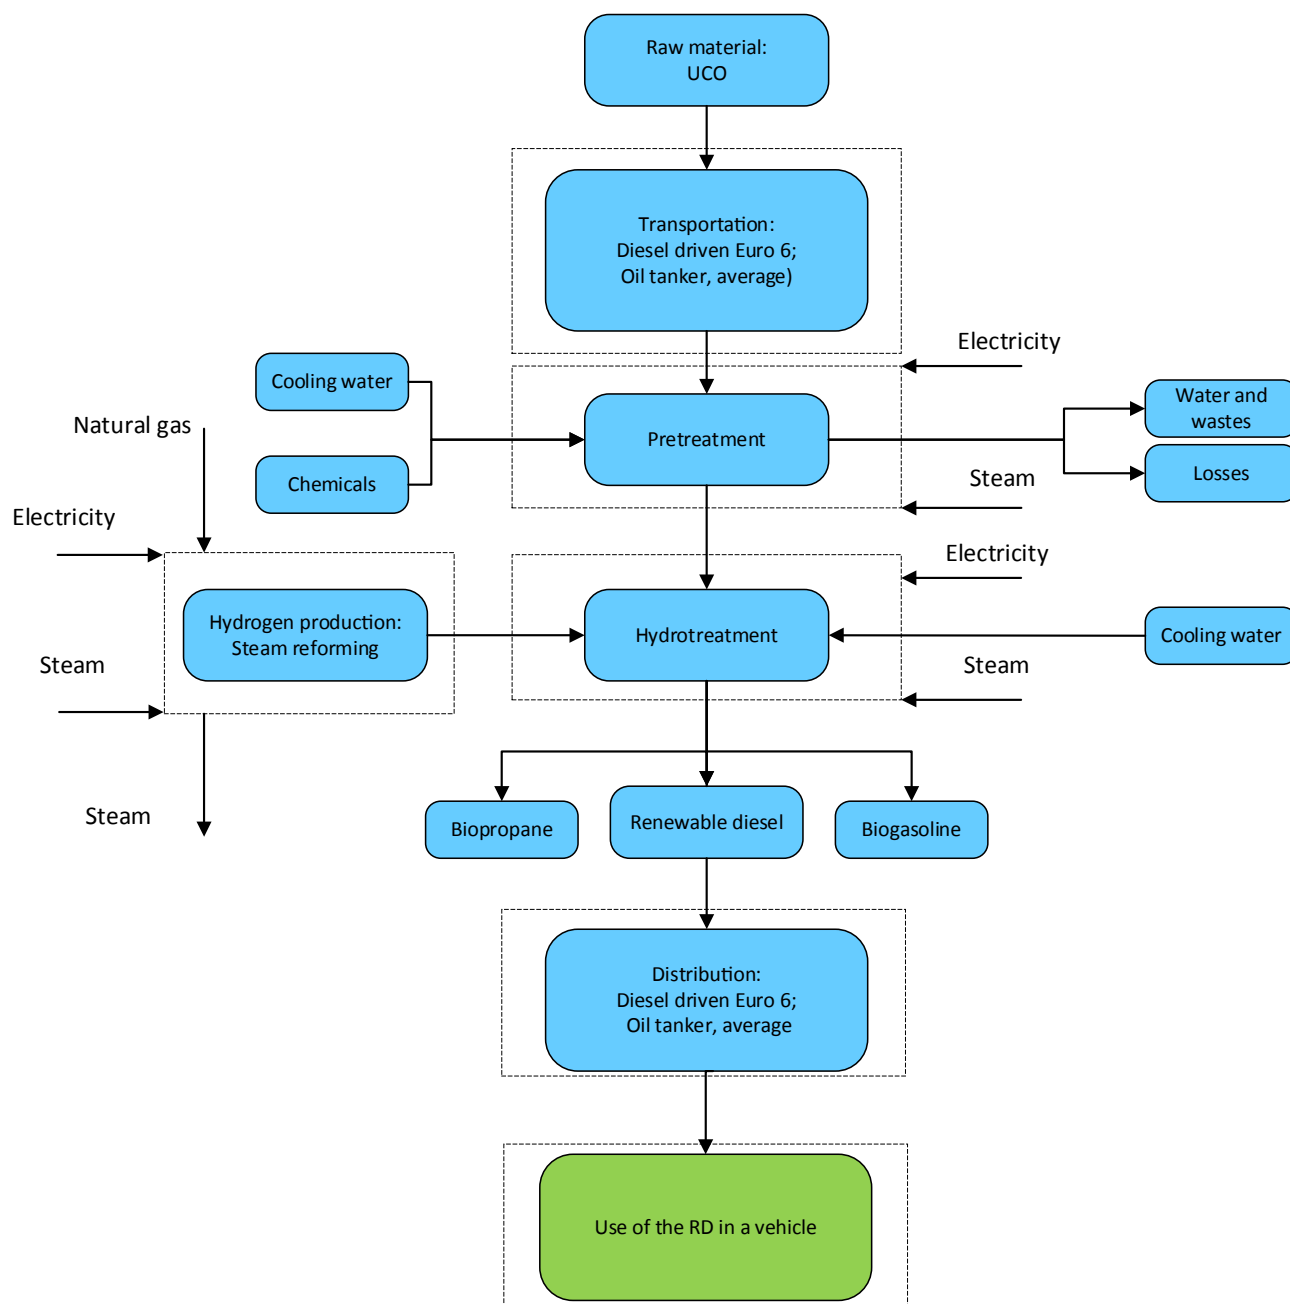 Raw material:
UCO
Transportation:
Diesel driven Euro 6;
Oil tanker, average)
Electricity
Cooling water
Water and
wastes
Natural gas
Pretreatment
Chemicals
Losses
Steam
Electricity
Electricity
Hydrogen production:
Steam reforming
Hydrotreatment
Cooling water
Steam
Steam
Steam
Biopropane
Renewable diesel
Biogasoline
Distribution:
Diesel driven Euro 6;
Oil tanker, average
Use of the RD in a vehicle